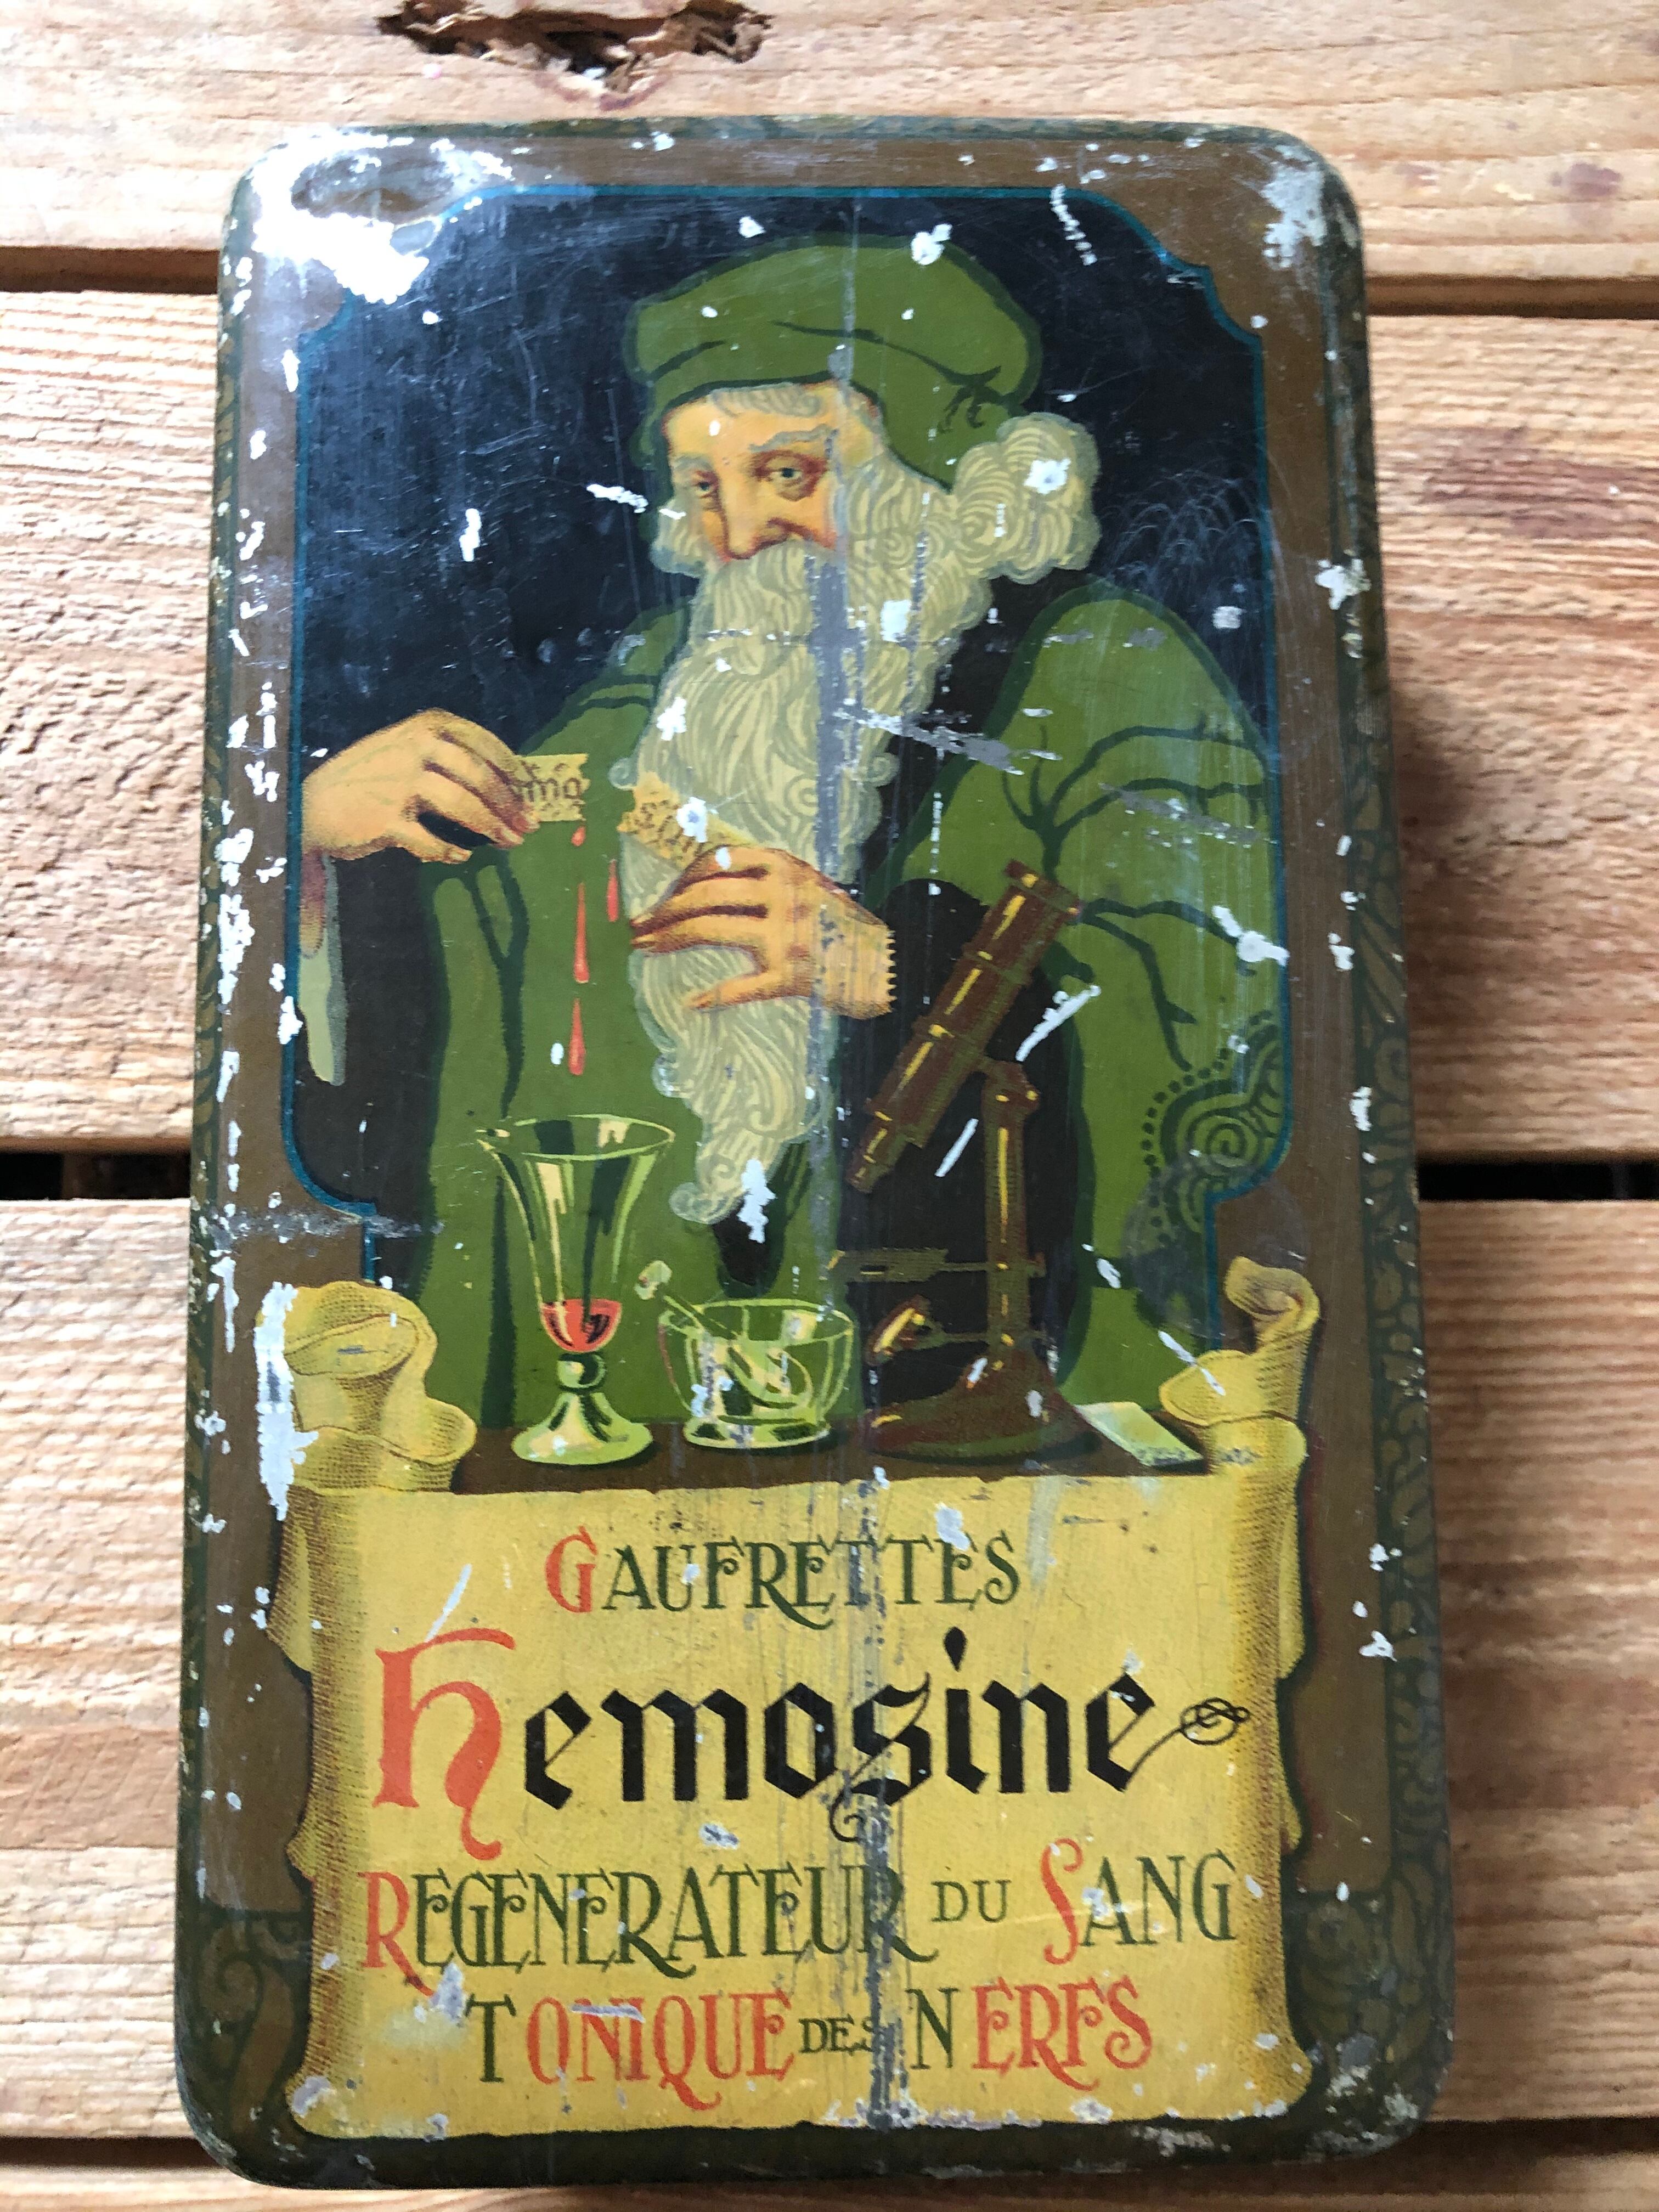 GAUFRETTES
Hemosine
REGENERATEUR DU SANG
TONIQUE DES NERFS